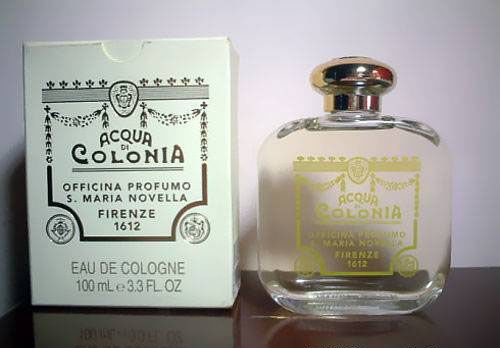 ACQUA
DI
COLONIA
OFFICINA PROFUMO
S. MARIA NOVELLA
FIRENZE
1612
EAU DE COLOGNE
100 mL e 3.3 FL. OZ
ACQUA
DI
COLONIA
OFFICINA PROFUMO
S. MARIA NOVELLA
FIRENZE
1612